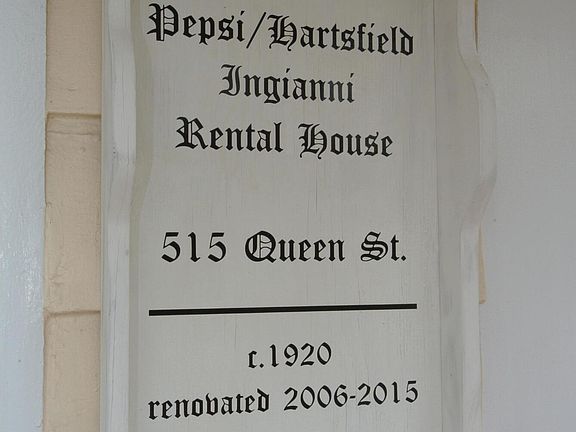 Pepsi/Hartsfield
Ingianni
Rental House
515 Queen St.
c.1920
renovated 2006-2015